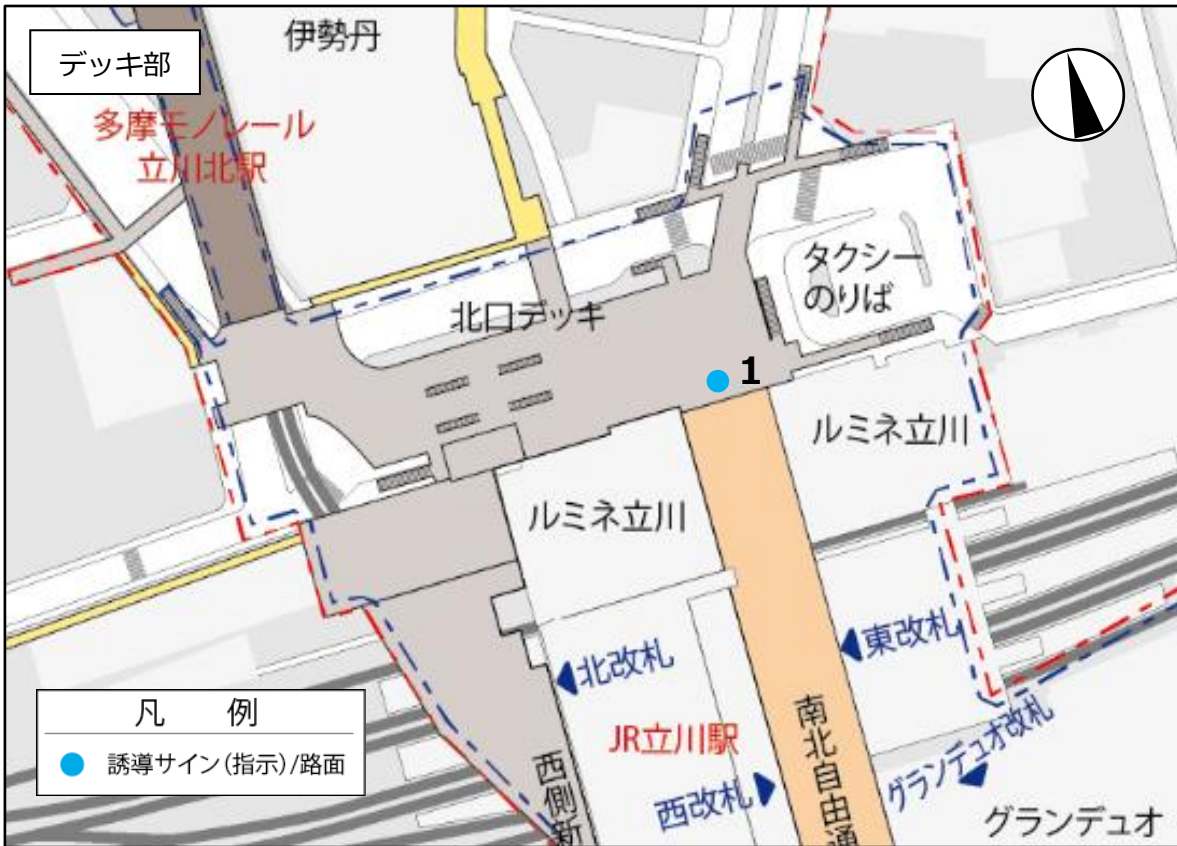 デッキ部
伊勢丹
多摩モノレール
立川北駅
タクシー
のりば
北口デッキ
1
ルミネ立川
ルミネ立川
東改札
北改札
JR立川駅
南北自由通
グランデュオ改札
西側新
西改札
グランデュオ
凡 例
誘導サイン(指示)/路面